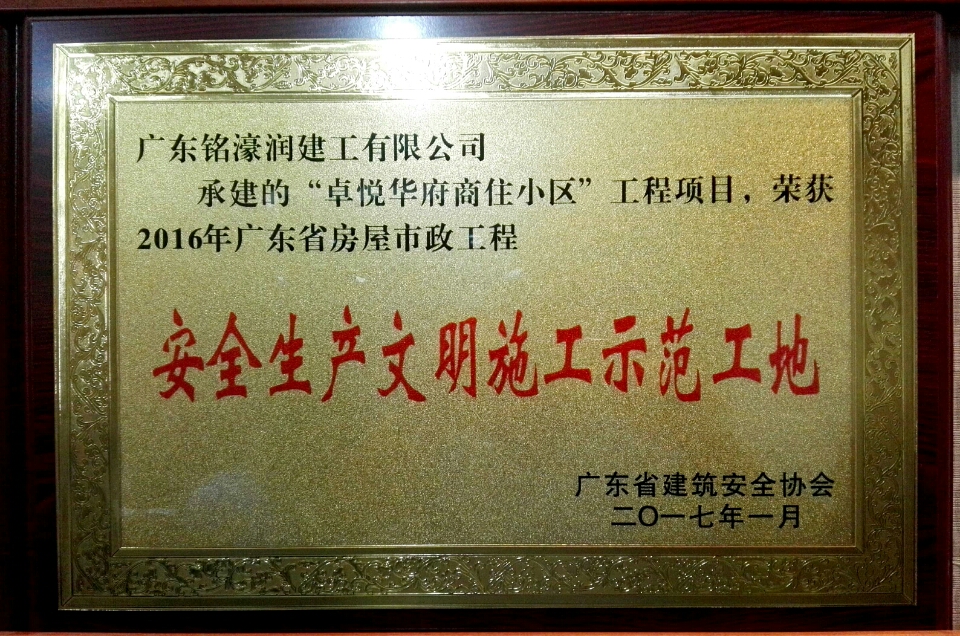 广东铭濠润建工有限公司
承建的“卓悦华府商住小区”工程项目，荣获
2016年广东省房屋市政工程
安全生产文明施工示范工地
广东省建筑安全协会
二〇一七年一月